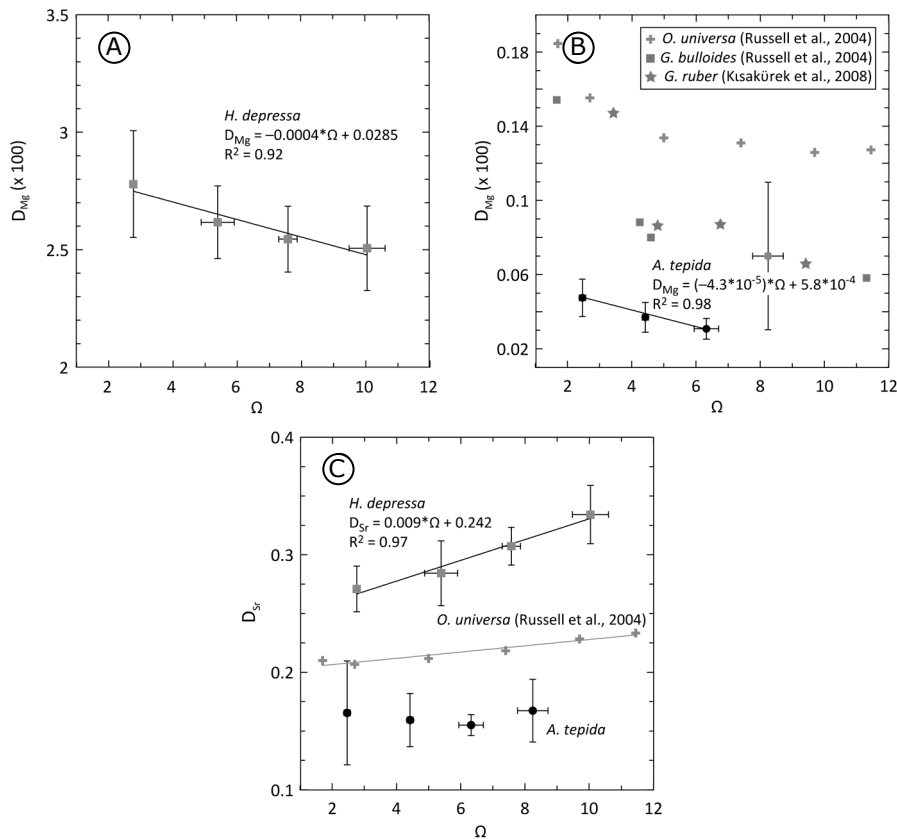 A
3.5
3
2.5
2
D_Mg (x 100)
H. depressa
D_Mg = –0.0004*Ω + 0.0285
R² = 0.92
2 4 6 8 10 12
Ω
B
0.18
0.14
0.1
0.06
0.02
D_Mg (x 100)
O. universa (Russell et al., 2004)
G. bulloides (Russell et al., 2004)
G. ruber (Kısakürek et al., 2008)
A. tepida
D_Mg = (–4.3*10⁻⁵)*Ω + 5.8*10⁻⁴
R² = 0.98
2 4 6 8 10 12
Ω
C
0.4
0.3
0.2
0.1
D_Sr
H. depressa
D_Sr = 0.009*Ω + 0.242
R² = 0.97
O. universa (Russell et al., 2004)
A. tepida
2 4 6 8 10 12
Ω